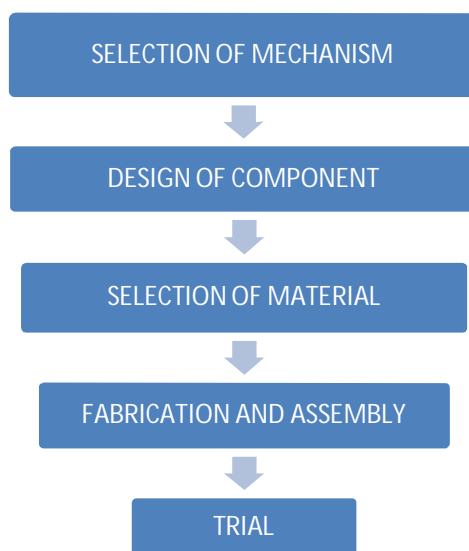 SELECTION OF MECHANISM
DESIGN OF COMPONENT
SELECTION OF MATERIAL
FABRICATION AND ASSEMBLY
TRIAL